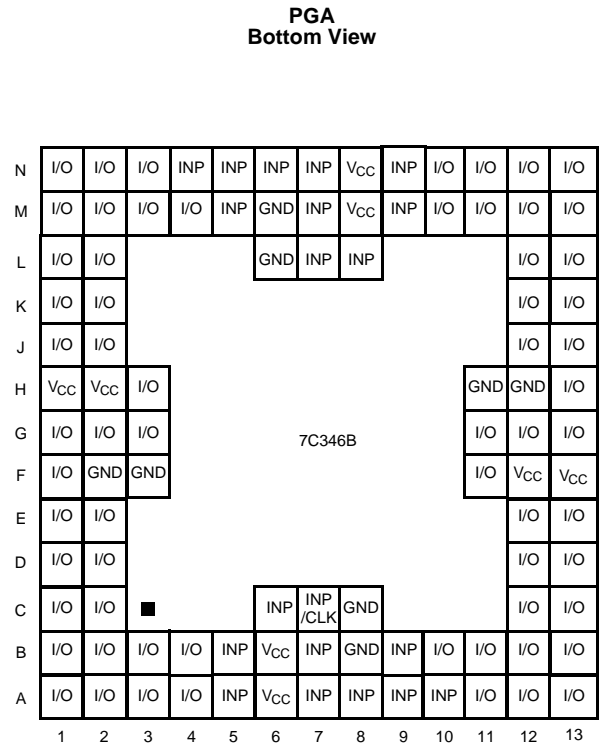 PGA
Bottom View
N I/O I/O I/O INP INP INP INP VCC INP I/O I/O I/O I/O
M I/O I/O I/O I/O INP GND INP VCC INP I/O I/O I/O I/O
L I/O I/O GND INP INP I/O I/O
K I/O I/O I/O I/O
J I/O I/O I/O I/O
H VCC VCC I/O GND GND I/O
G I/O I/O I/O 7C346B I/O I/O I/O
F I/O GND GND I/O VCC VCC
E I/O I/O I/O I/O
D I/O I/O I/O I/O
C I/O I/O INP INP /CLK GND I/O I/O
B I/O I/O I/O I/O INP VCC INP GND INP I/O I/O I/O I/O
A I/O I/O I/O I/O INP VCC INP INP INP INP I/O I/O I/O
1 2 3 4 5 6 7 8 9 10 11 12 13